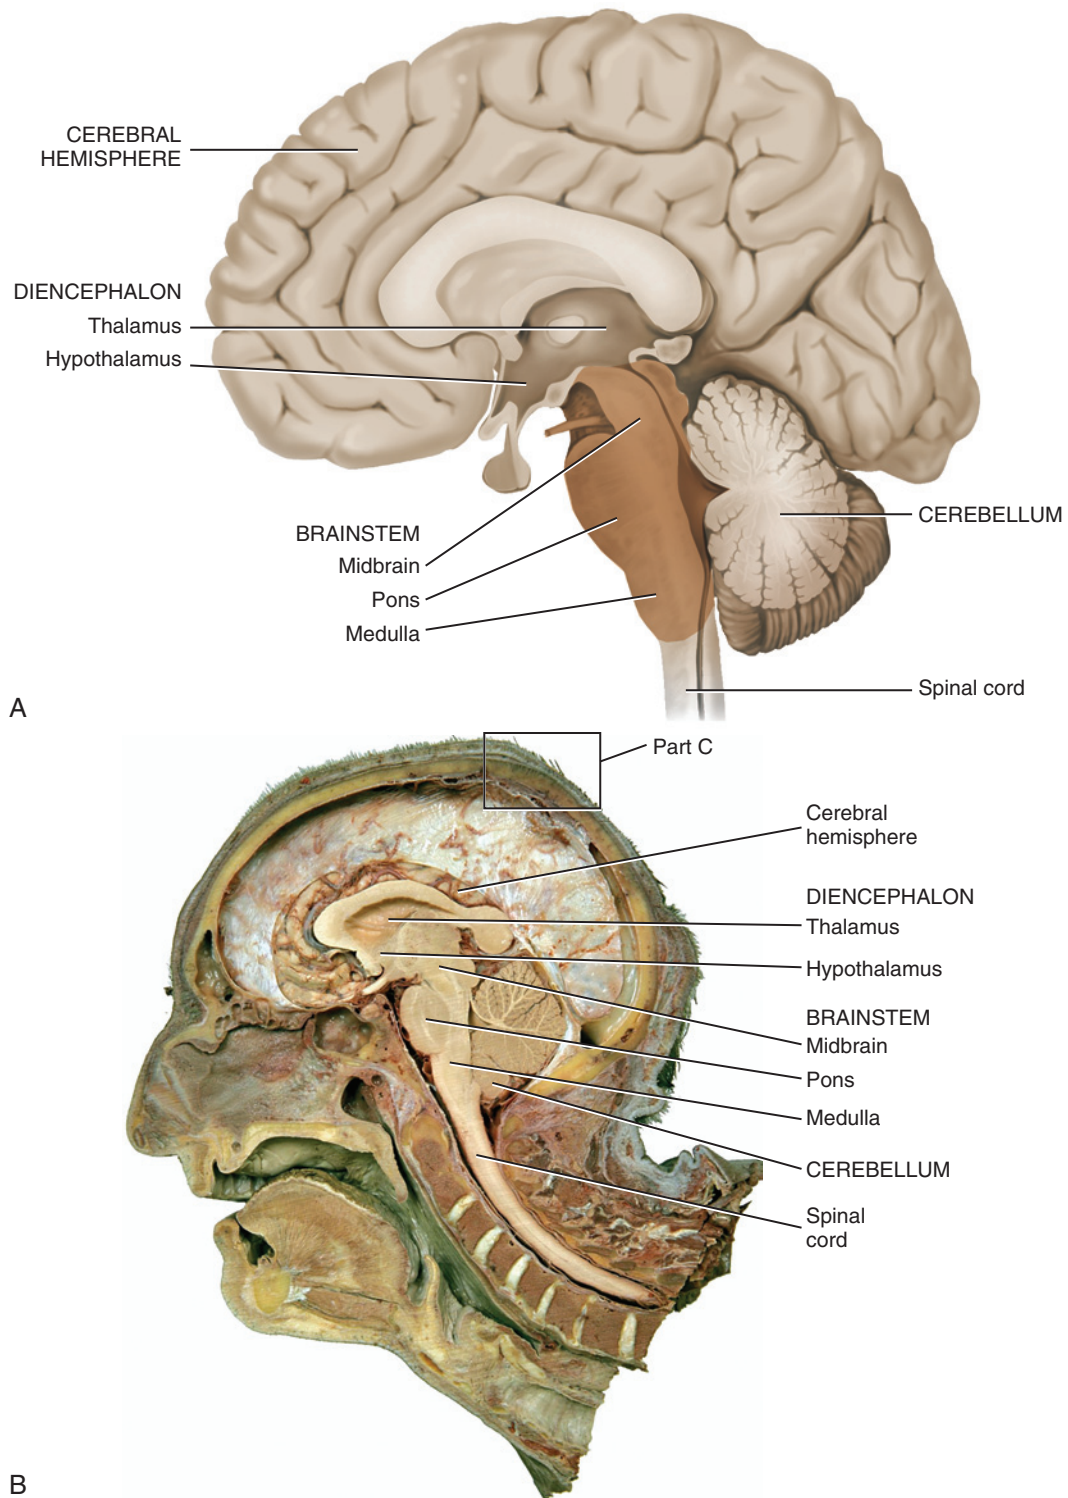 CEREBRAL
HEMISPHERE
DIENCEPHALON
Thalamus
Hypothalamus
BRAINSTEM
Midbrain
Pons
Medulla
CEREBELLUM
Spinal cord
A
Part C
Cerebral
hemisphere
DIENCEPHALON
Thalamus
Hypothalamus
BRAINSTEM
Midbrain
Pons
Medulla
CEREBELLUM
Spinal
cord
B